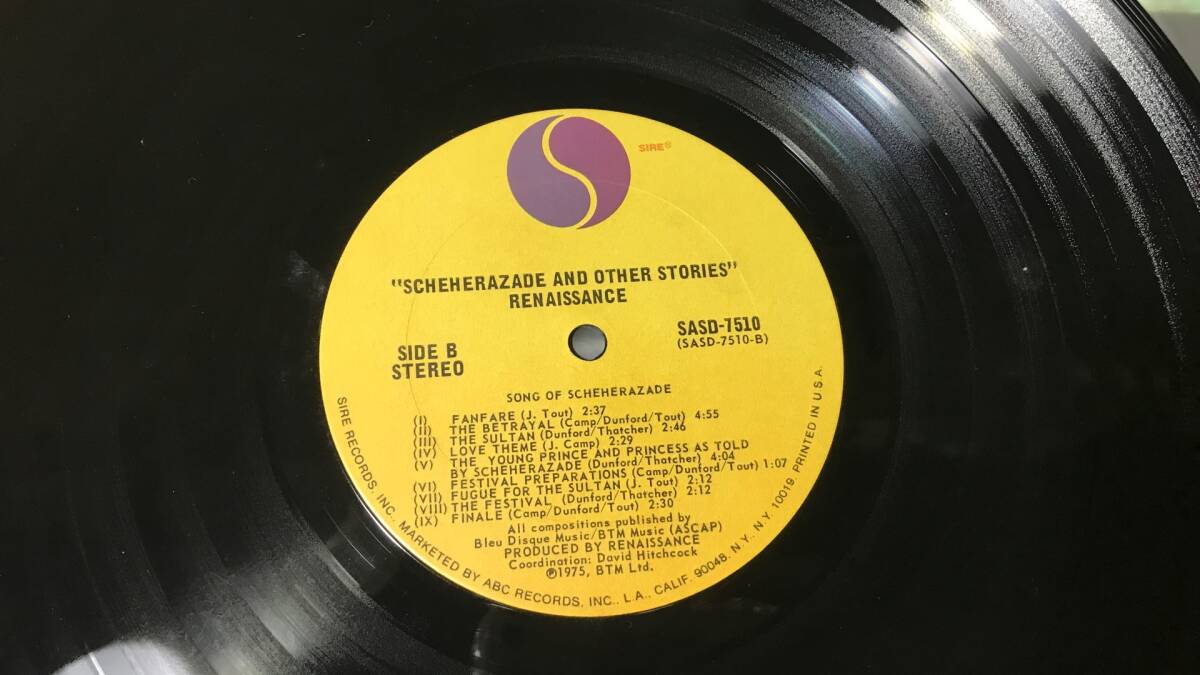 SIRE®
"SCHEHERAZADE AND OTHER STORIES"
RENAISSANCE
SIDE B
STEREO
SASD-7510
(SASD-7510-B)
SONG OF SCHEHERAZADE
(I) FANFARE (J. Tout) 2:37
(II) THE BETRAYAL (Camp/Dunford/Tout) 4:55
(III) THE SULTAN (Dunford/Thatcher) 2:46
(IV) LOVE THEME (J. Camp) 2:29
(V) THE YOUNG PRINCE AND PRINCESS AS TOLD
BY SCHEHERAZADE (Dunford/Thatcher) 4:04
(VI) FESTIVAL PREPARATIONS (Camp/Dunford/Tout) 1:07
(VII) FUGUE FOR THE SULTAN (J. Tout) 2:12
(VIII) THE FESTIVAL (Dunford/Thatcher) 2:12
(IX) FINALE (Camp/Dunford/Tout) 2:30
All compositions published by
Bleu Disque Music/BTM Music (ASCAP)
PRODUCED BY RENAISSANCE
Coordination: David Hitchcock
℗1975, BTM Ltd.
SIRE RECORDS, INC. MARKETED BY ABC RECORDS, INC., L.A., CALIF. 90048. N.Y., N.Y. 10019. PRINTED IN U.S.A.